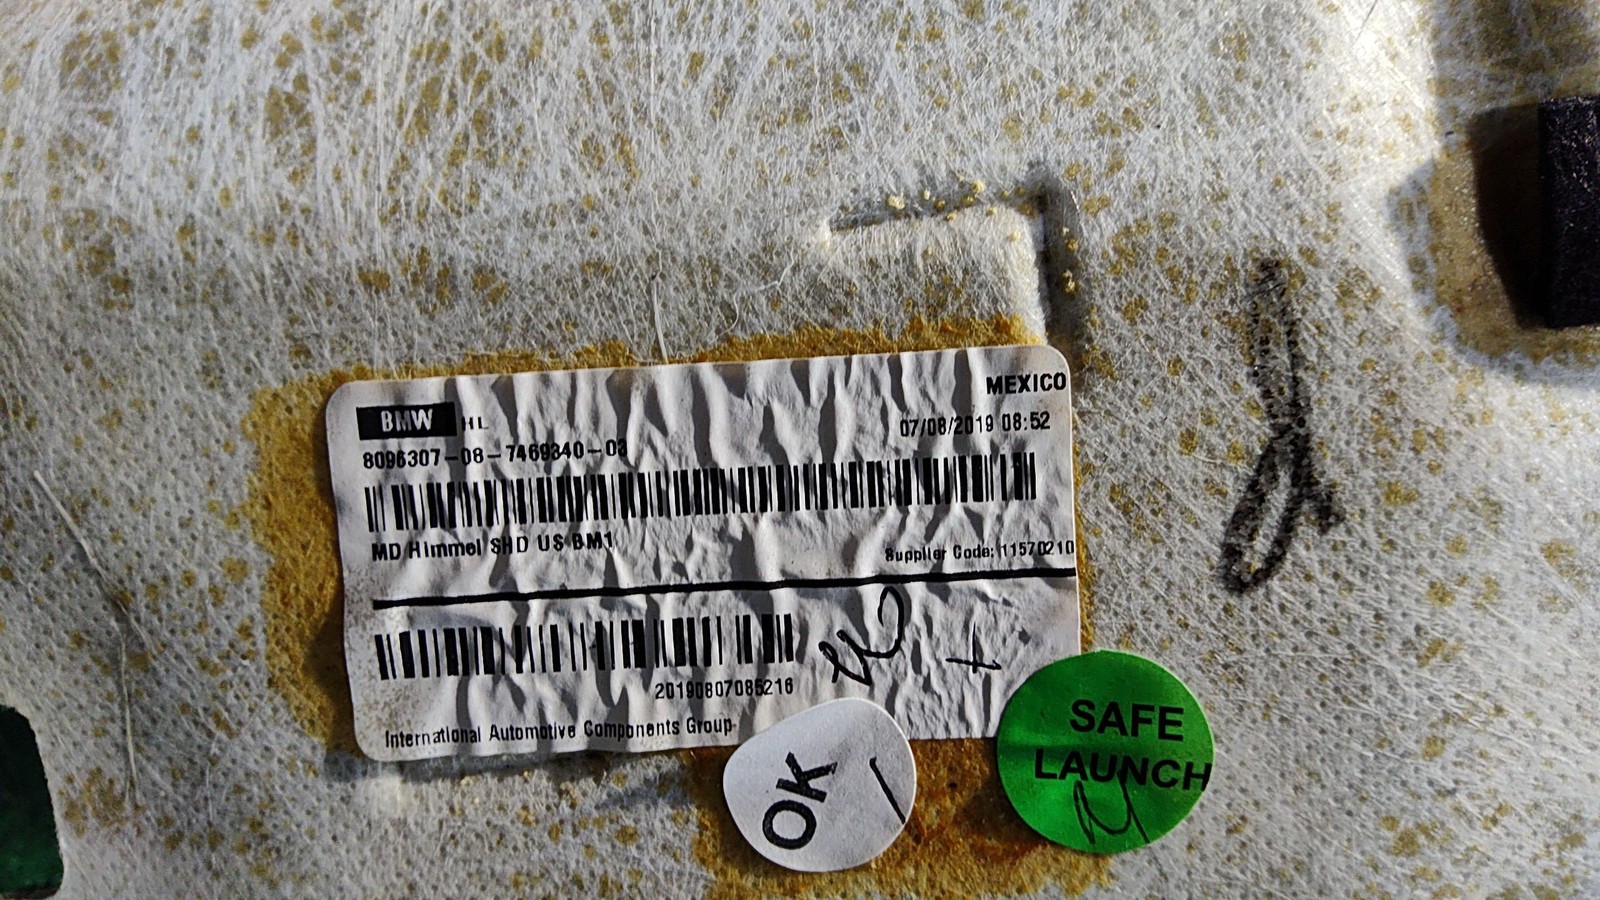 MEXICO
BMW HL
07/08/2019 08:52
8096307-08-7469340-03
MD Himmel SHD US BM1
Supplier Code: 11570210
20190807085216
International Automotive Components Group
OK
SAFE
LAUNCH